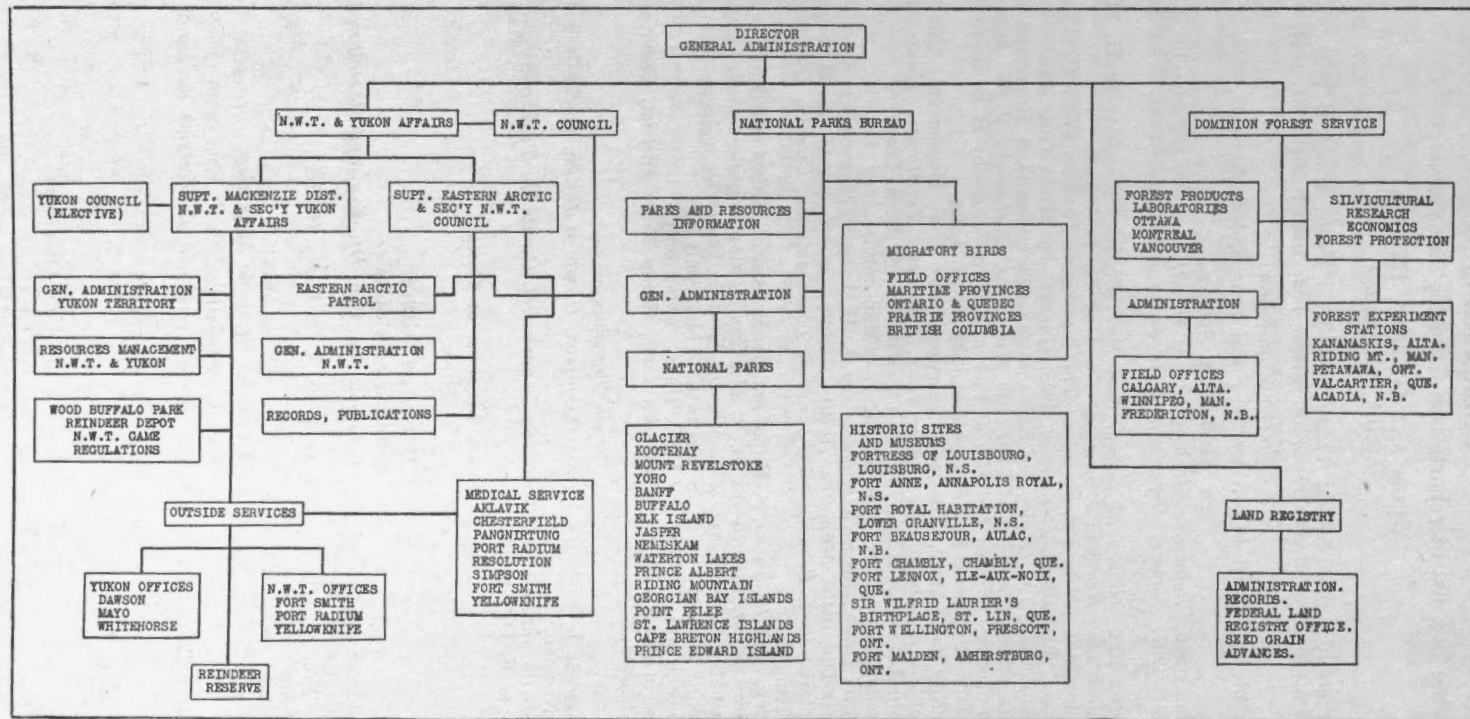 DIRECTOR
GENERAL ADMINISTRATION
N.W.T. & YUKON AFFAIRS
N.W.T. COUNCIL
NATIONAL PARKS BUREAU
DOMINION FOREST SERVICE
YUKON COUNCIL
(ELECTIVE)
SUPT. MACKENZIE DIST.
N.W.T. & SEC'Y YUKON
AFFAIRS
SUPT. EASTERN ARCTIC
& SEC'Y N.W.T.
COUNCIL
GEN. ADMINISTRATION
YUKON TERRITORY
RESOURCES MANAGEMENT
N.W.T. & YUKON
WOOD BUFFALO PARK
REINDEER DEPOT
N.W.T. GAME
REGULATIONS
EASTERN ARCTIC
PATROL
GEN. ADMINISTRATION
N.W.T.
RECORDS, PUBLICATIONS
OUTSIDE SERVICES
MEDICAL SERVICE
AKLAVIK
CHESTERFIELD
PANGNIRTUNG
PORT RADIUM
RESOLUTION
SIMPSON
FORT SMITH
YELLOWKNIFE
YUKON OFFICES
DAWSON
MAYO
WHITEHORSE
N.W.T. OFFICES
FORT SMITH
PORT RADIUM
YELLOWKNIFE
REINDEER
RESERVE
PARKS AND RESOURCES
INFORMATION
GEN. ADMINISTRATION
NATIONAL PARKS
GLACIER
KOOTENAY
MOUNT REVELSTOKE
YOHO
BANFF
BUFFALO
ELK ISLAND
JASPER
NEMISKAM
WATERTON LAKES
PRINCE ALBERT
RIDING MOUNTAIN
GEORGIAN BAY ISLANDS
POINT PELEE
ST. LAWRENCE ISLANDS
CAPE BRETON HIGHLANDS
PRINCE EDWARD ISLAND
MIGRATORY BIRDS
FIELD OFFICES
MARITIME PROVINCES
ONTARIO & QUEBEC
PRAIRIE PROVINCES
BRITISH COLUMBIA
HISTORIC SITES
AND MUSEUMS
FORTRESS OF LOUISBOURG,
LOUISBURG, N.S.
FORT ANNE, ANNAPOLIS ROYAL,
N.S.
PORT ROYAL HABITATION,
LOWER GRANVILLE, N.S.
FORT BEAUSEJOUR, AULAC,
N.B.
FORT CHAMBLY, CHAMBLY, QUE.
FORT LENNOX, ILE-AUX-NOIX,
QUE.
SIR WILFRID LAURIER'S
BIRTHPLACE, ST. LIN, QUE.
FORT WELLINGTON, PRESCOTT,
ONT.
FORT MALDEN, AMHERSTBURG,
ONT.
FOREST PRODUCTS
LABORATORIES
OTTAWA
MONTREAL
VANCOUVER
SILVICULTURAL
RESEARCH
ECONOMICS
FOREST PROTECTION
ADMINISTRATION
FIELD OFFICES
CALGARY, ALTA.
WINNIPEG, MAN.
FREDERICTON, N.B.
FOREST EXPERIMENT
STATIONS
KANANASKIS, ALTA.
RIDING MT., MAN.
PETAWAWA, ONT.
VALCARTIER, QUE.
ACADIA, N.B.
LAND REGISTRY
ADMINISTRATION.
RECORDS.
FEDERAL LAND
REGISTRY OFFICE.
SEED GRAIN
ADVANCES.